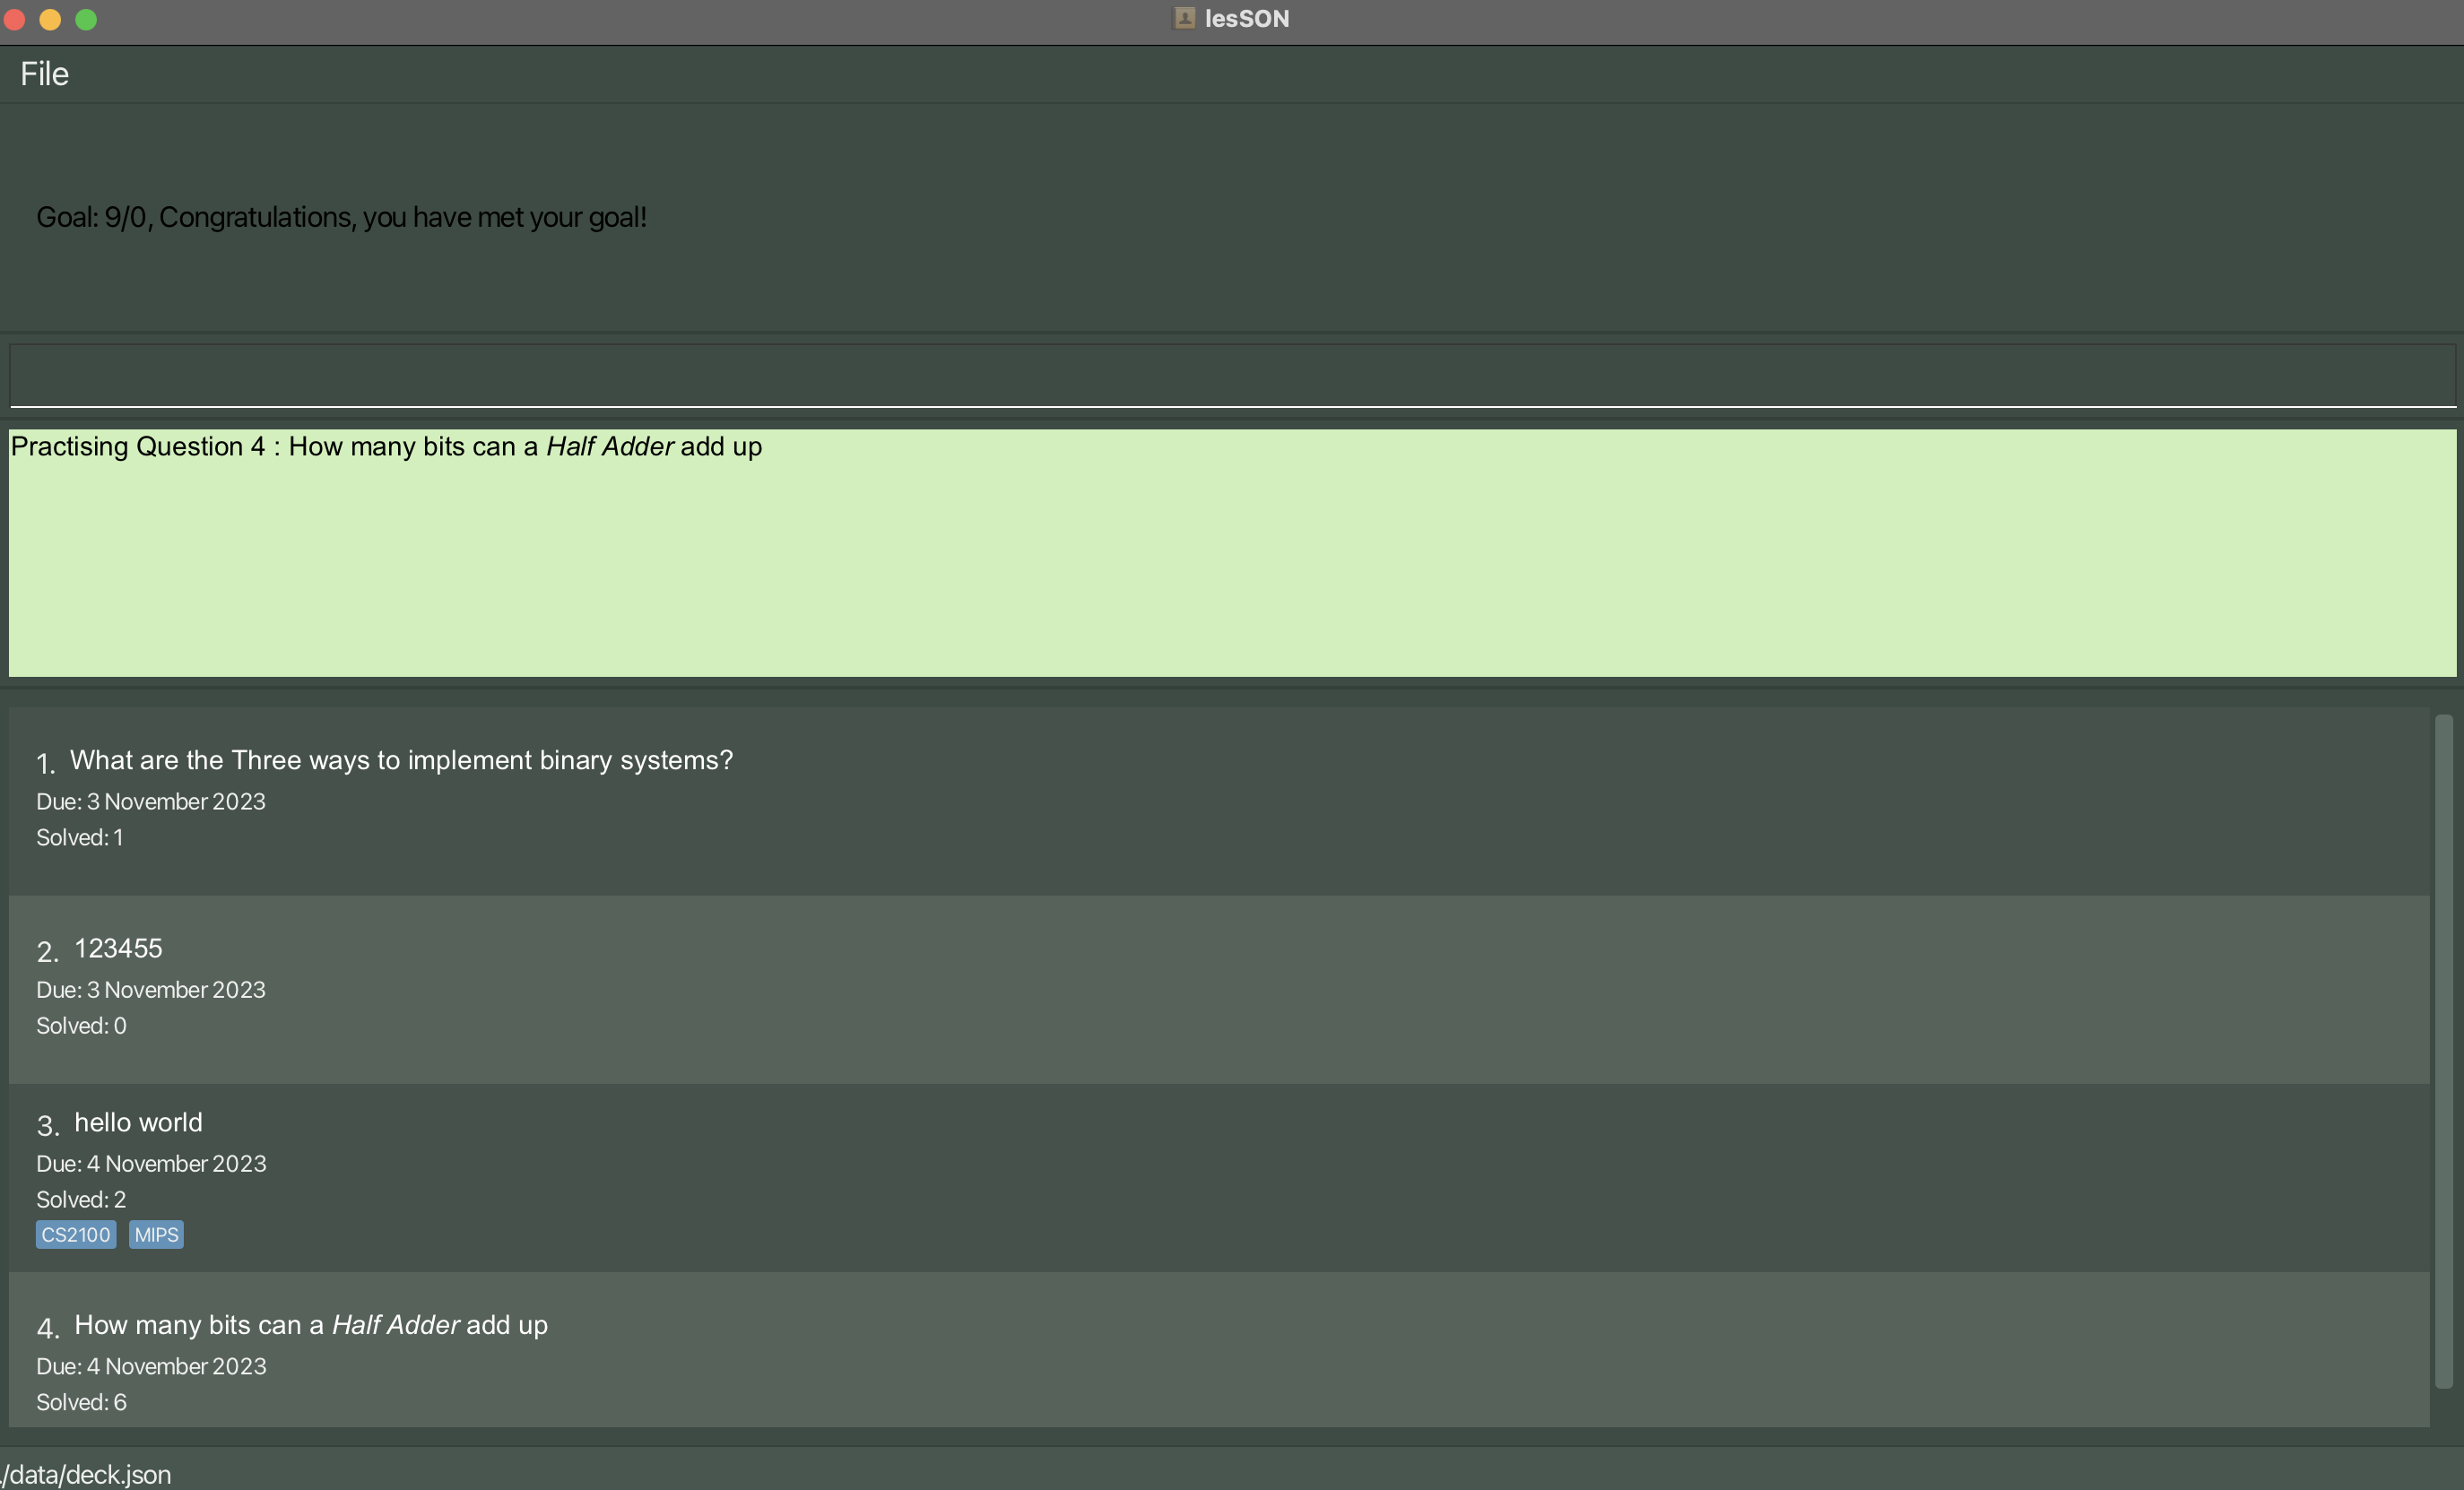 lesSON
File
Goal: 9/0, Congratulations, you have met your goal!
Practising Question 4 : How many bits can a Half Adder add up
1. What are the Three ways to implement binary systems?
Due: 3 November 2023
Solved: 1
2. 123455
Due: 3 November 2023
Solved: 0
3. hello world
Due: 4 November 2023
Solved: 2
CS2100 MIPS
4. How many bits can a Half Adder add up
Due: 4 November 2023
Solved: 6
./data/deck.json